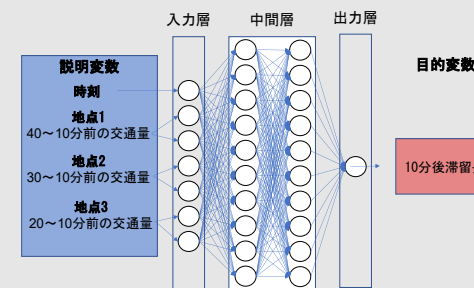 入力層
中間層
出力層
説明変数
時刻
地点1
40～10分前の交通量
地点2
30～10分前の交通量
地点3
20～10分前の交通量
目的変数
10分後滞留